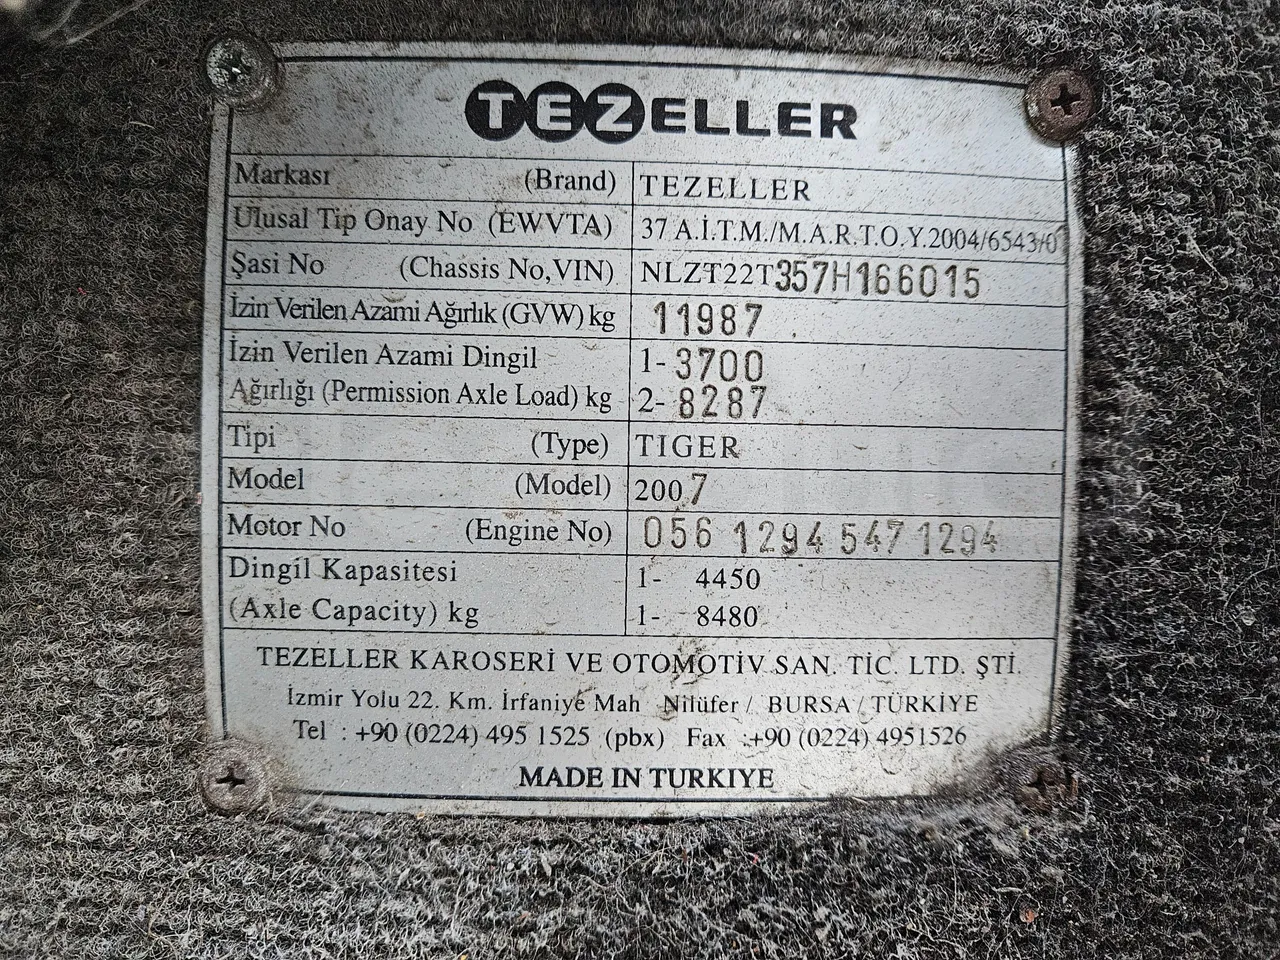 TEZELLER
Markası (Brand) TEZELLER
Ulusal Tip Onay No (EWVTA) 37 A.İ.T.M./M.A.R.T.O.Y.2004/6543/0
Şasi No (Chassis No,VIN) NLZT22T357H166015
İzin Verilen Azami Ağırlık (GVW) kg 11987
İzin Verilen Azami Dingil 1- 3700
Ağırlığı (Permission Axle Load) kg 2- 8287
Tipi (Type) TIGER
Model (Model) 2007
Motor No (Engine No) 056 1294 547 1294
Dingil Kapasitesi 1- 4450
(Axle Capacity) kg 1- 8480
TEZELLER KAROSERİ VE OTOMOTİV SAN. TİC. LTD. ŞTİ.
İzmir Yolu 22. Km. İrfaniye Mah Nilüfer / BURSA / TÜRKİYE
Tel : +90 (0224) 495 1525 (pbx) Fax :+90 (0224) 4951526
MADE IN TURKIYE